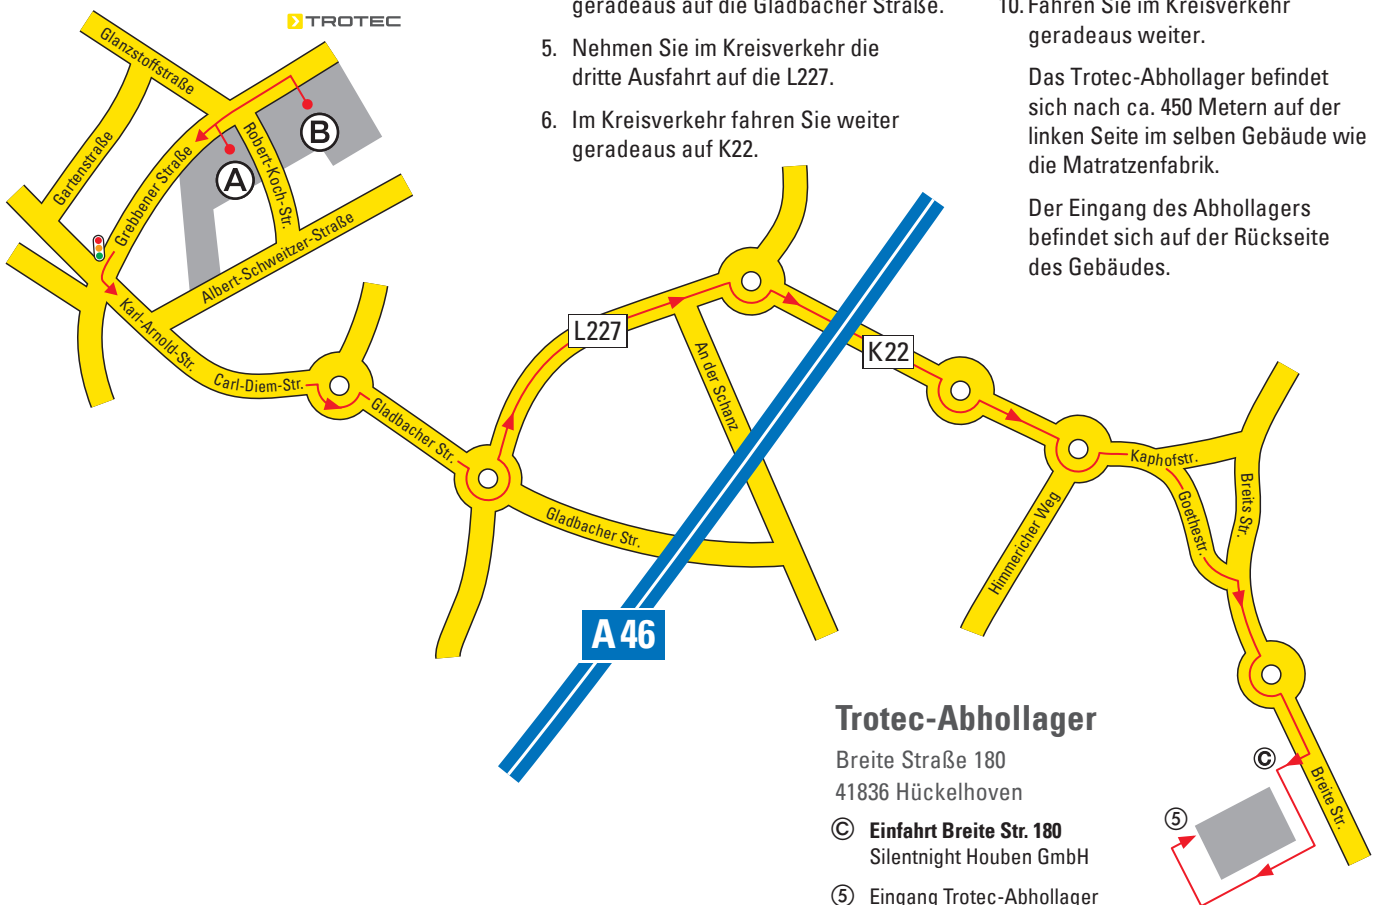 TROTEC
geradeaus auf die Gladbacher Straße.
5. Nehmen Sie im Kreisverkehr die
dritte Ausfahrt auf die L227.
6. Im Kreisverkehr fahren Sie weiter
geradeaus auf K22.
10. Fahren Sie im Kreisverkehr
geradeaus weiter.
Das Trotec-Abhollager befindet
sich nach ca. 450 Metern auf der
linken Seite im selben Gebäude wie
die Matratzenfabrik.
Der Eingang des Abhollagers
befindet sich auf der Rückseite
des Gebäudes.
Glanzstoffstraße
Gartenstraße
Grebbener Straße
Robert-Koch-Str.
A
B
Albert-Schweitzer-Straße
Karl-Arnold-Str.
Carl-Diem-Str.
Gladbacher Str.
Gladbacher Str.
L227
An der Schanz
K22
A 46
Himmericher Weg
Kaphofstr.
Goethestr.
Breits Str.
Breite Str.
©
⑤
Trotec-Abhollager
Breite Straße 180
41836 Hückelhoven
© Einfahrt Breite Str. 180
Silentnight Houben GmbH
⑤ Eingang Trotec-Abhollager